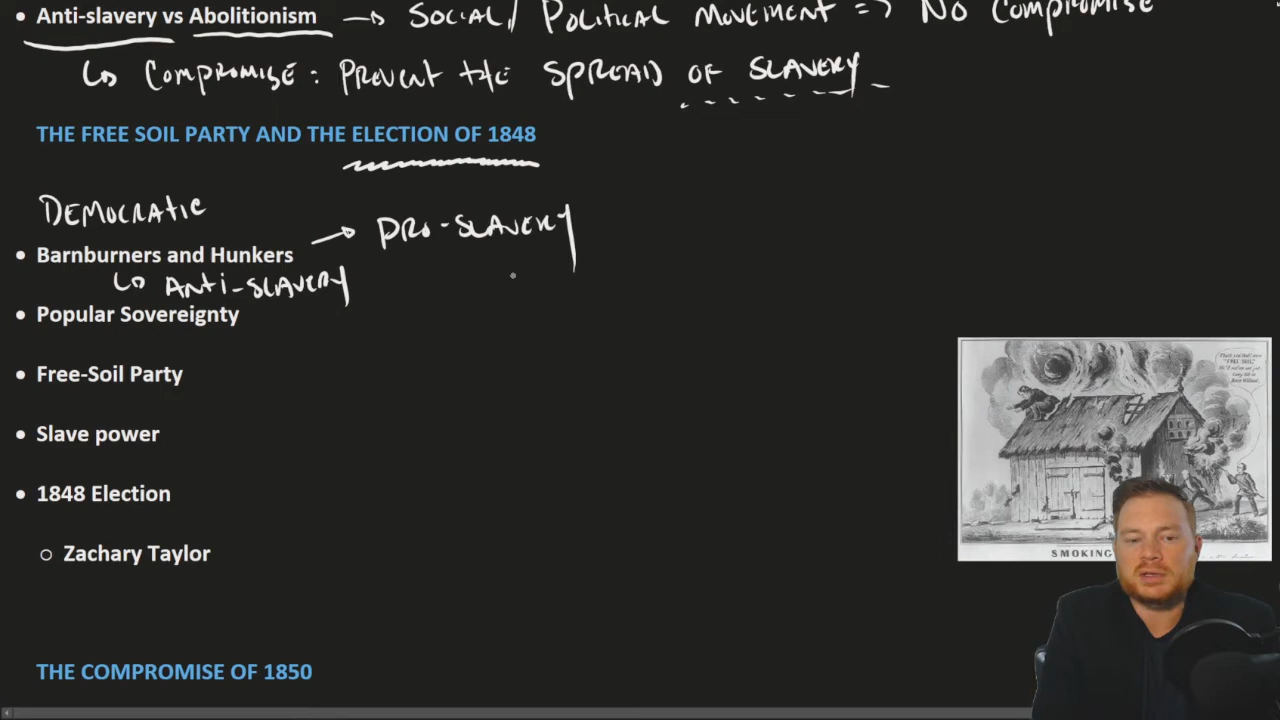 • Anti-slavery vs Abolitionism → SOCIAL/ POLITICAL MOVEMENT => NO COMPROMISE
↳ COMPROMISE: PREVENT the SPREAD OF SLAVERY
THE FREE SOIL PARTY AND THE ELECTION OF 1848
DEMOCRATIC
• Barnburners and Hunkers → PRO-SLAVERY
↳ ANTI-SLAVERY
• Popular Sovereignty
• Free-Soil Party
• Slave power
• 1848 Election
○ Zachary Taylor
"FREE SOIL"
SMOKING
THE COMPROMISE OF 1850